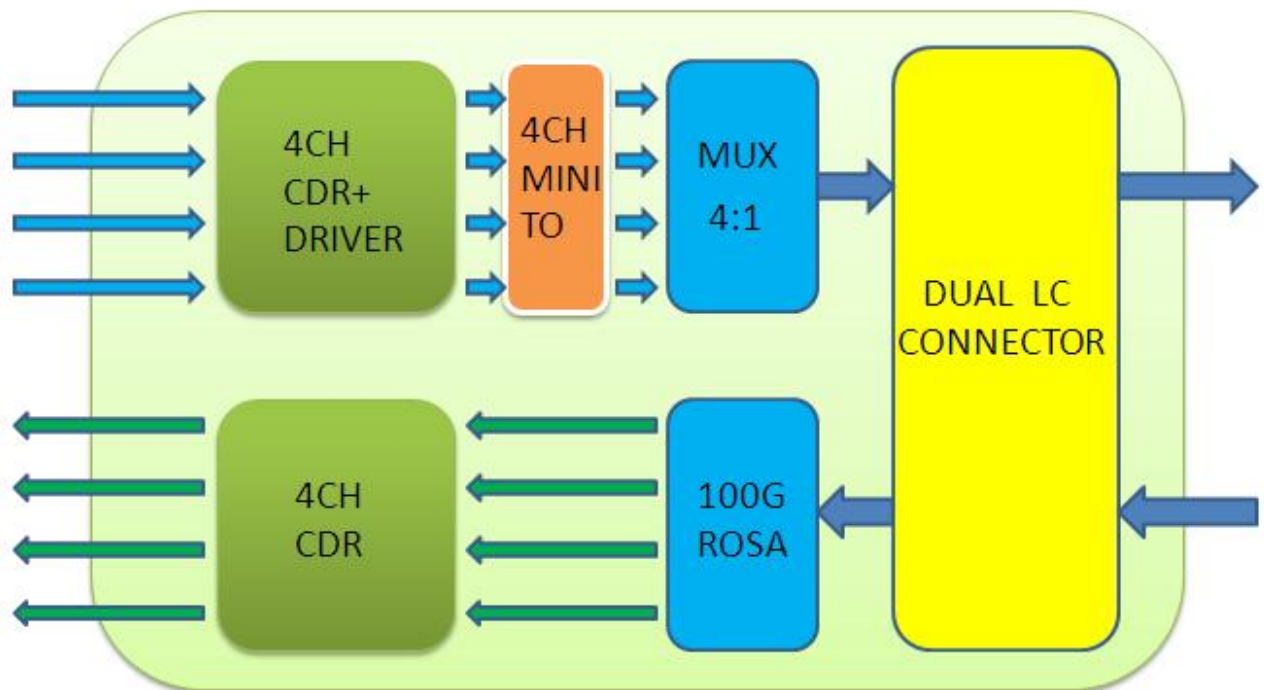 4CH
CDR+
DRIVER
4CH
MINI
TO
MUX
4:1
DUAL LC
CONNECTOR
4CH
CDR
100G
ROSA